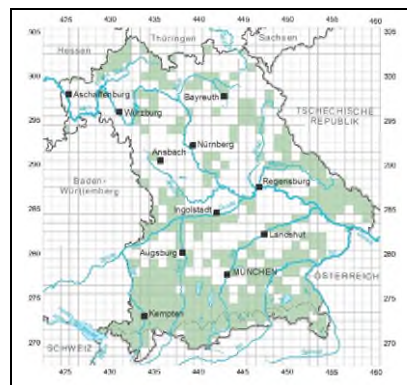 425 430 435 440 445 450 455 460
305 305
Thüringen
Sachsen
Hessen
300 300
Aschaffenburg
Bayreuth
Würzburg
295 295
TSCHECHISCHE
REPUBLIK
Nürnberg
Ansbach
290 290
Baden-
Württemberg
Regensburg
285 285
Ingolstadt
Landshut
280 280
Augsburg
MÜNCHEN
ÖSTERREICH
275 275
Kempten
270 270
SCHWEIZ
425 430 435 440 445 450 455 460